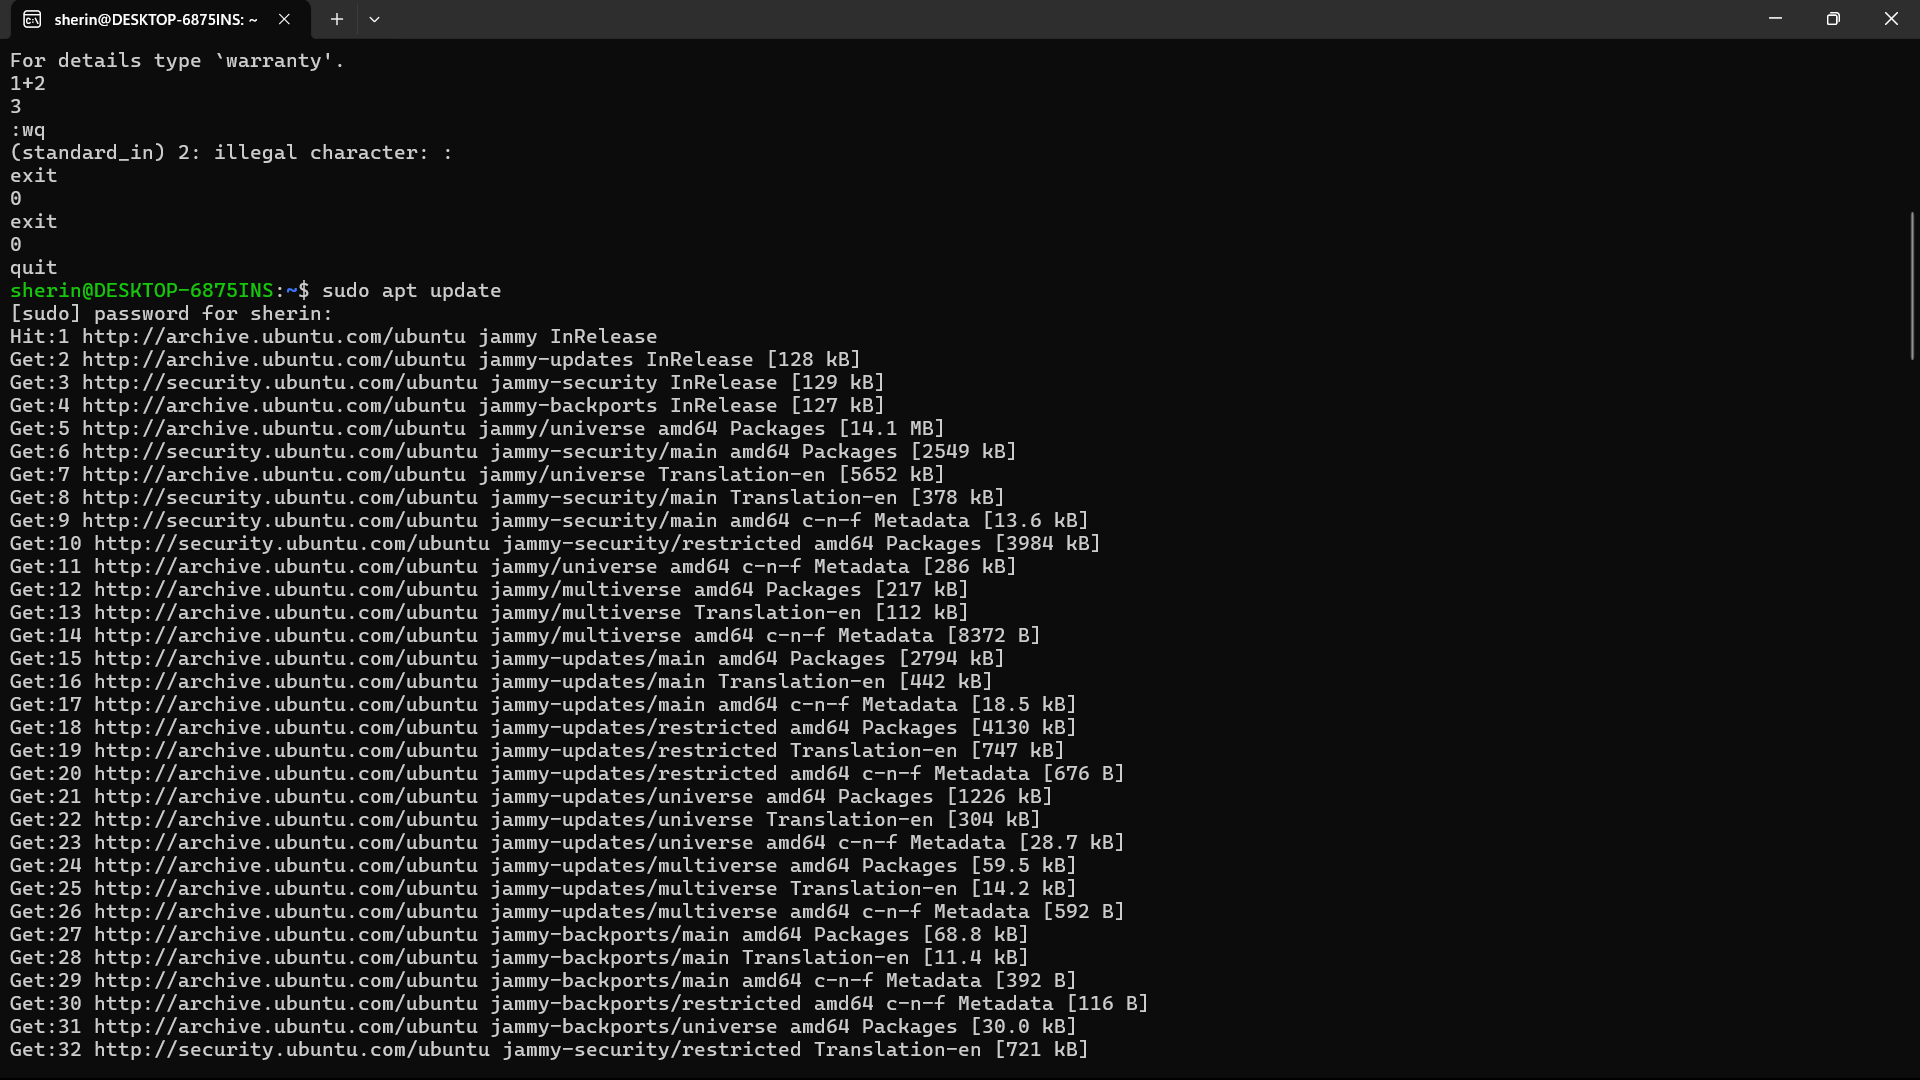 sherin@DESKTOP-6875INS: ~
For details type `warranty'.
1+2
3
:wq
(standard_in) 2: illegal character: :
exit
0
exit
0
quit
sherin@DESKTOP-6875INS:~$ sudo apt update
[sudo] password for sherin:
Hit:1 http://archive.ubuntu.com/ubuntu jammy InRelease
Get:2 http://archive.ubuntu.com/ubuntu jammy-updates InRelease [128 kB]
Get:3 http://security.ubuntu.com/ubuntu jammy-security InRelease [129 kB]
Get:4 http://archive.ubuntu.com/ubuntu jammy-backports InRelease [127 kB]
Get:5 http://archive.ubuntu.com/ubuntu jammy/universe amd64 Packages [14.1 MB]
Get:6 http://security.ubuntu.com/ubuntu jammy-security/main amd64 Packages [2549 kB]
Get:7 http://archive.ubuntu.com/ubuntu jammy/universe Translation-en [5652 kB]
Get:8 http://security.ubuntu.com/ubuntu jammy-security/main Translation-en [378 kB]
Get:9 http://security.ubuntu.com/ubuntu jammy-security/main amd64 c-n-f Metadata [13.6 kB]
Get:10 http://security.ubuntu.com/ubuntu jammy-security/restricted amd64 Packages [3984 kB]
Get:11 http://archive.ubuntu.com/ubuntu jammy/universe amd64 c-n-f Metadata [286 kB]
Get:12 http://archive.ubuntu.com/ubuntu jammy/multiverse amd64 Packages [217 kB]
Get:13 http://archive.ubuntu.com/ubuntu jammy/multiverse Translation-en [112 kB]
Get:14 http://archive.ubuntu.com/ubuntu jammy/multiverse amd64 c-n-f Metadata [8372 B]
Get:15 http://archive.ubuntu.com/ubuntu jammy-updates/main amd64 Packages [2794 kB]
Get:16 http://archive.ubuntu.com/ubuntu jammy-updates/main Translation-en [442 kB]
Get:17 http://archive.ubuntu.com/ubuntu jammy-updates/main amd64 c-n-f Metadata [18.5 kB]
Get:18 http://archive.ubuntu.com/ubuntu jammy-updates/restricted amd64 Packages [4130 kB]
Get:19 http://archive.ubuntu.com/ubuntu jammy-updates/restricted Translation-en [747 kB]
Get:20 http://archive.ubuntu.com/ubuntu jammy-updates/restricted amd64 c-n-f Metadata [676 B]
Get:21 http://archive.ubuntu.com/ubuntu jammy-updates/universe amd64 Packages [1226 kB]
Get:22 http://archive.ubuntu.com/ubuntu jammy-updates/universe Translation-en [304 kB]
Get:23 http://archive.ubuntu.com/ubuntu jammy-updates/universe amd64 c-n-f Metadata [28.7 kB]
Get:24 http://archive.ubuntu.com/ubuntu jammy-updates/multiverse amd64 Packages [59.5 kB]
Get:25 http://archive.ubuntu.com/ubuntu jammy-updates/multiverse Translation-en [14.2 kB]
Get:26 http://archive.ubuntu.com/ubuntu jammy-updates/multiverse amd64 c-n-f Metadata [592 B]
Get:27 http://archive.ubuntu.com/ubuntu jammy-backports/main amd64 Packages [68.8 kB]
Get:28 http://archive.ubuntu.com/ubuntu jammy-backports/main Translation-en [11.4 kB]
Get:29 http://archive.ubuntu.com/ubuntu jammy-backports/main amd64 c-n-f Metadata [392 B]
Get:30 http://archive.ubuntu.com/ubuntu jammy-backports/restricted amd64 c-n-f Metadata [116 B]
Get:31 http://archive.ubuntu.com/ubuntu jammy-backports/universe amd64 Packages [30.0 kB]
Get:32 http://security.ubuntu.com/ubuntu jammy-security/restricted Translation-en [721 kB]